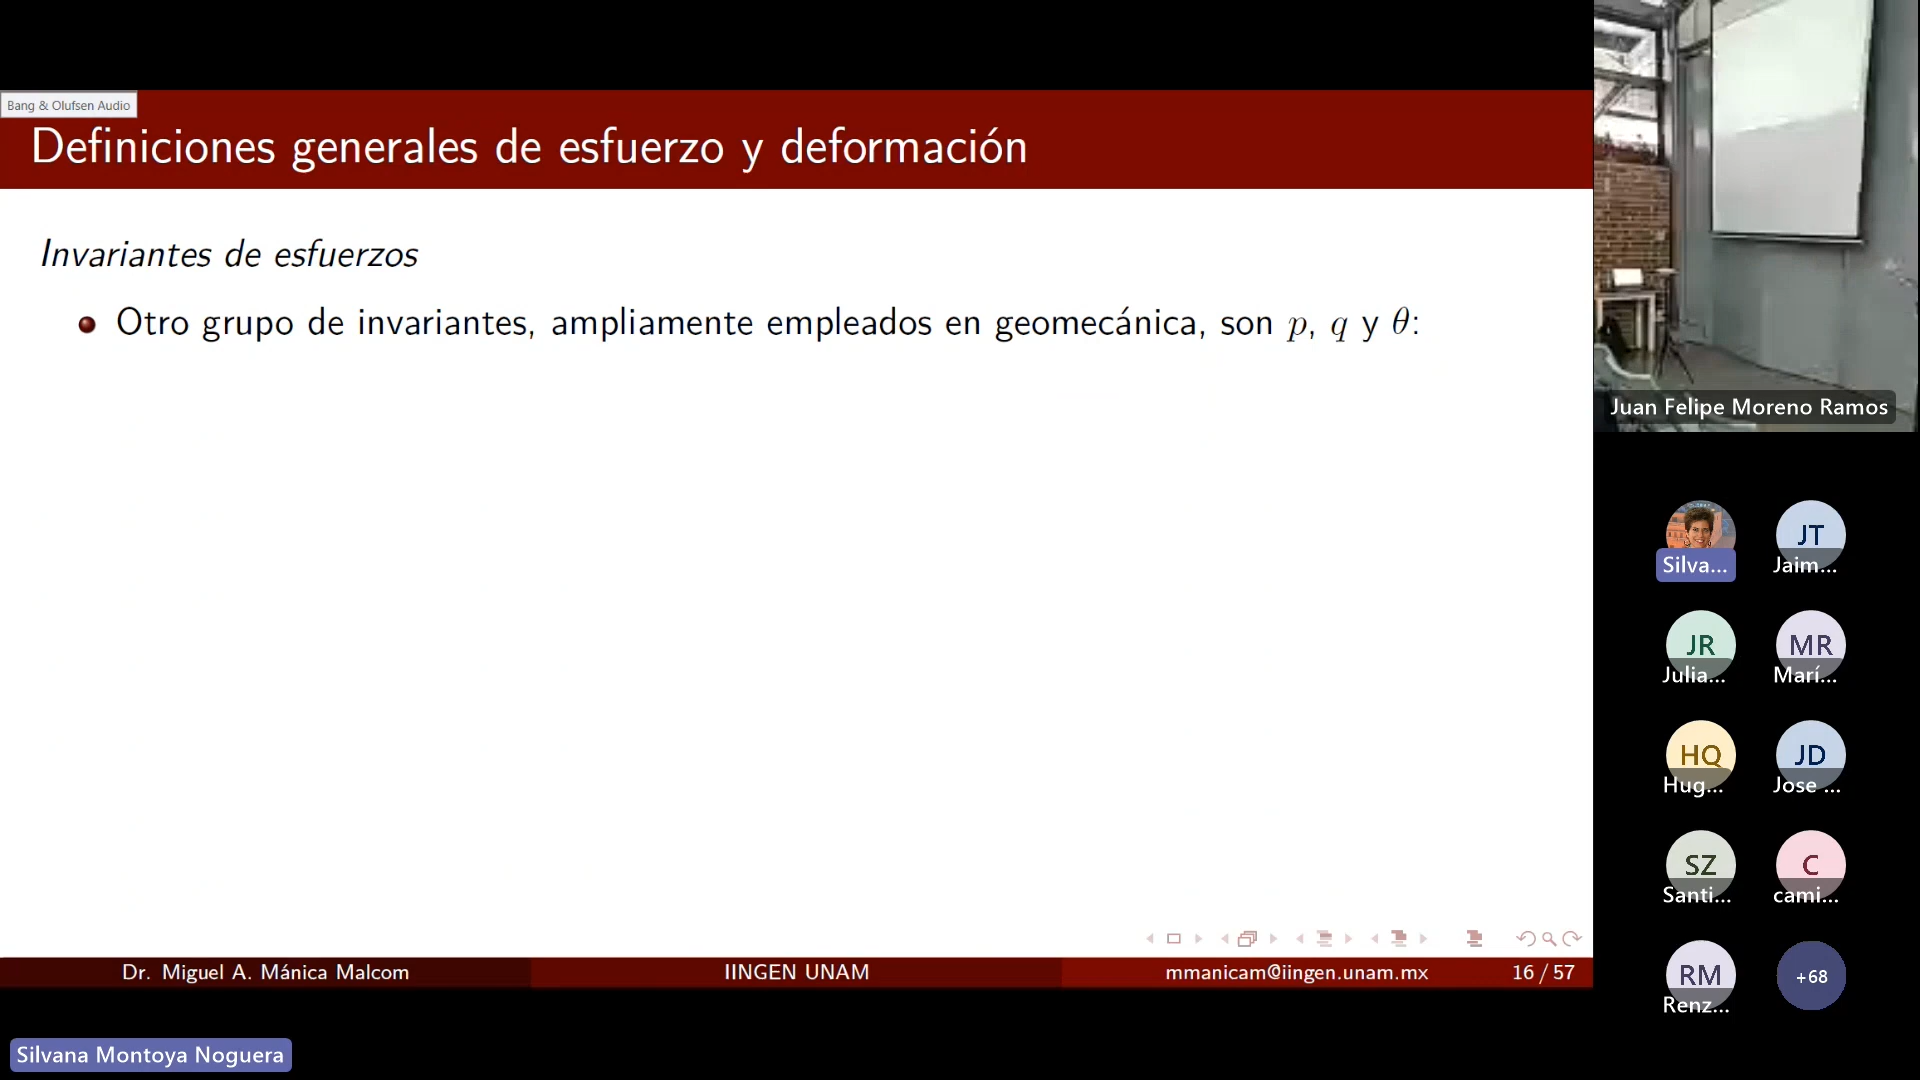 Bang & Olufsen Audio
Definiciones generales de esfuerzo y deformación
Invariantes de esfuerzos
Otro grupo de invariantes, ampliamente empleados en geomecánica, son p, q y θ:
Juan Felipe Moreno Ramos
Silva...
JT
Jaim...
JR
Julia...
MR
Marí...
HQ
Hug...
JD
Jose ...
SZ
Santi...
C
cami...
RM
Renz...
+68
Dr. Miguel A. Mánica Malcom
IINGEN UNAM
mmanicam@iingen.unam.mx
16 / 57
Silvana Montoya Noguera